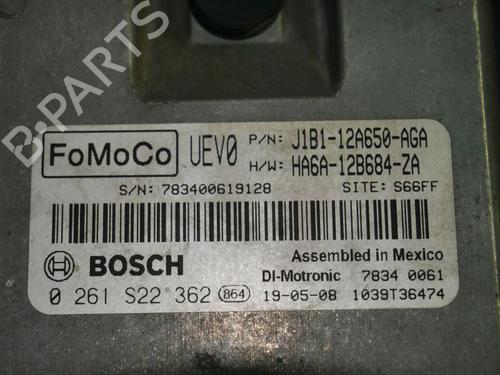 B-PARTS
FoMoCo UEV0 P/N: J1B1-12A650-AGA
H/W: HA6A-12B684-ZA
S/N: 783400619128 SITE: S66FF
BOSCH Assembled in Mexico
DI-Motronic 7834 0061
0 261 S22 362 864 19-05-08 1039T36474